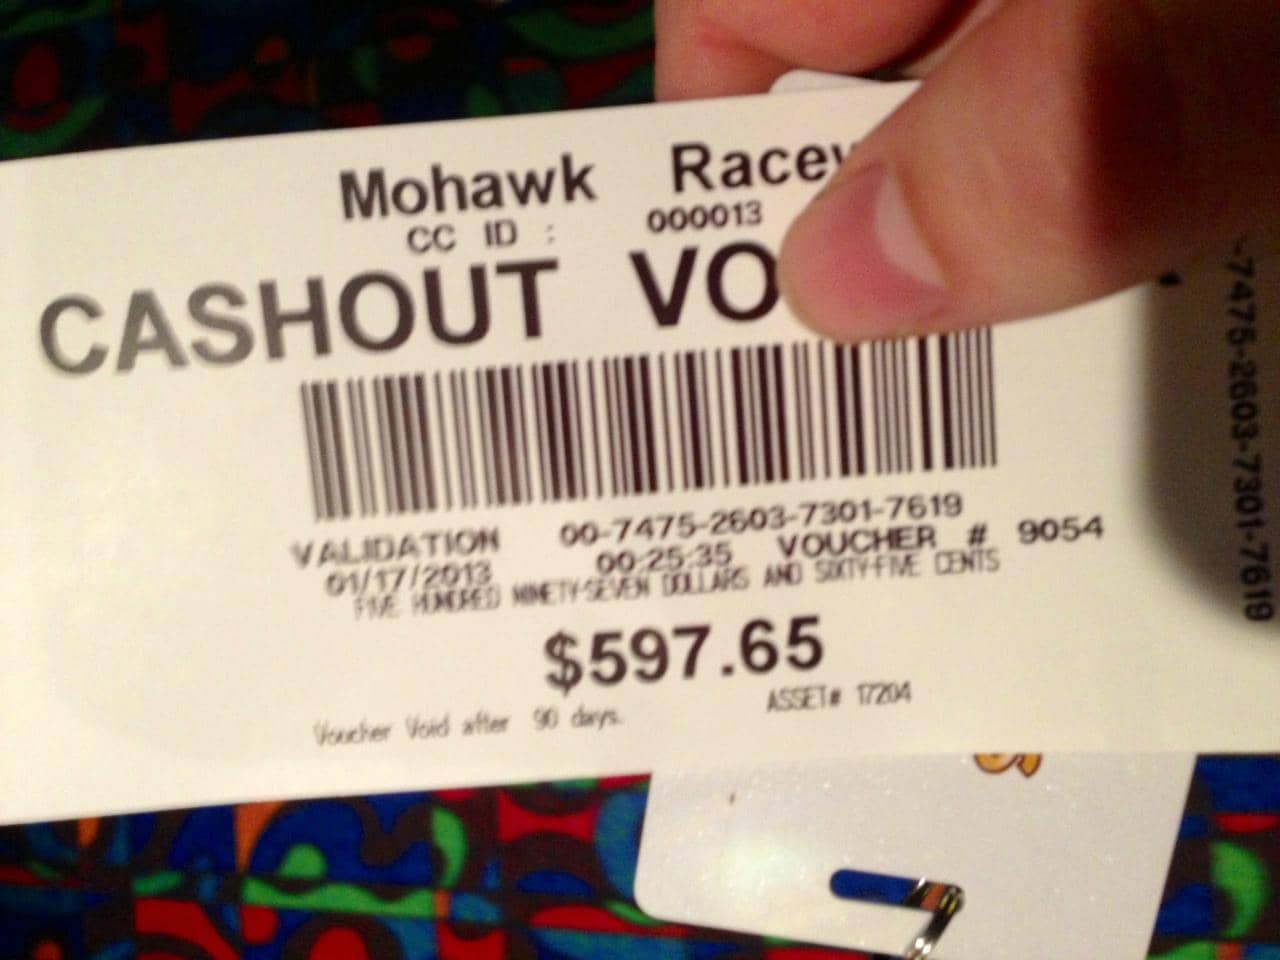 Mohawk Racew
CC ID : 000013
CASHOUT VO
VALIDATION 00-7475-2603-7301-7619
01/17/2013 00:25:35 VOUCHER # 9054
FIVE HUNDRED NINETY-SEVEN DOLLARS AND SIXTY-FIVE CENTS
$597.65
Voucher Void after 90 days.
ASSET# 17204
-7475-2603-7301-7619